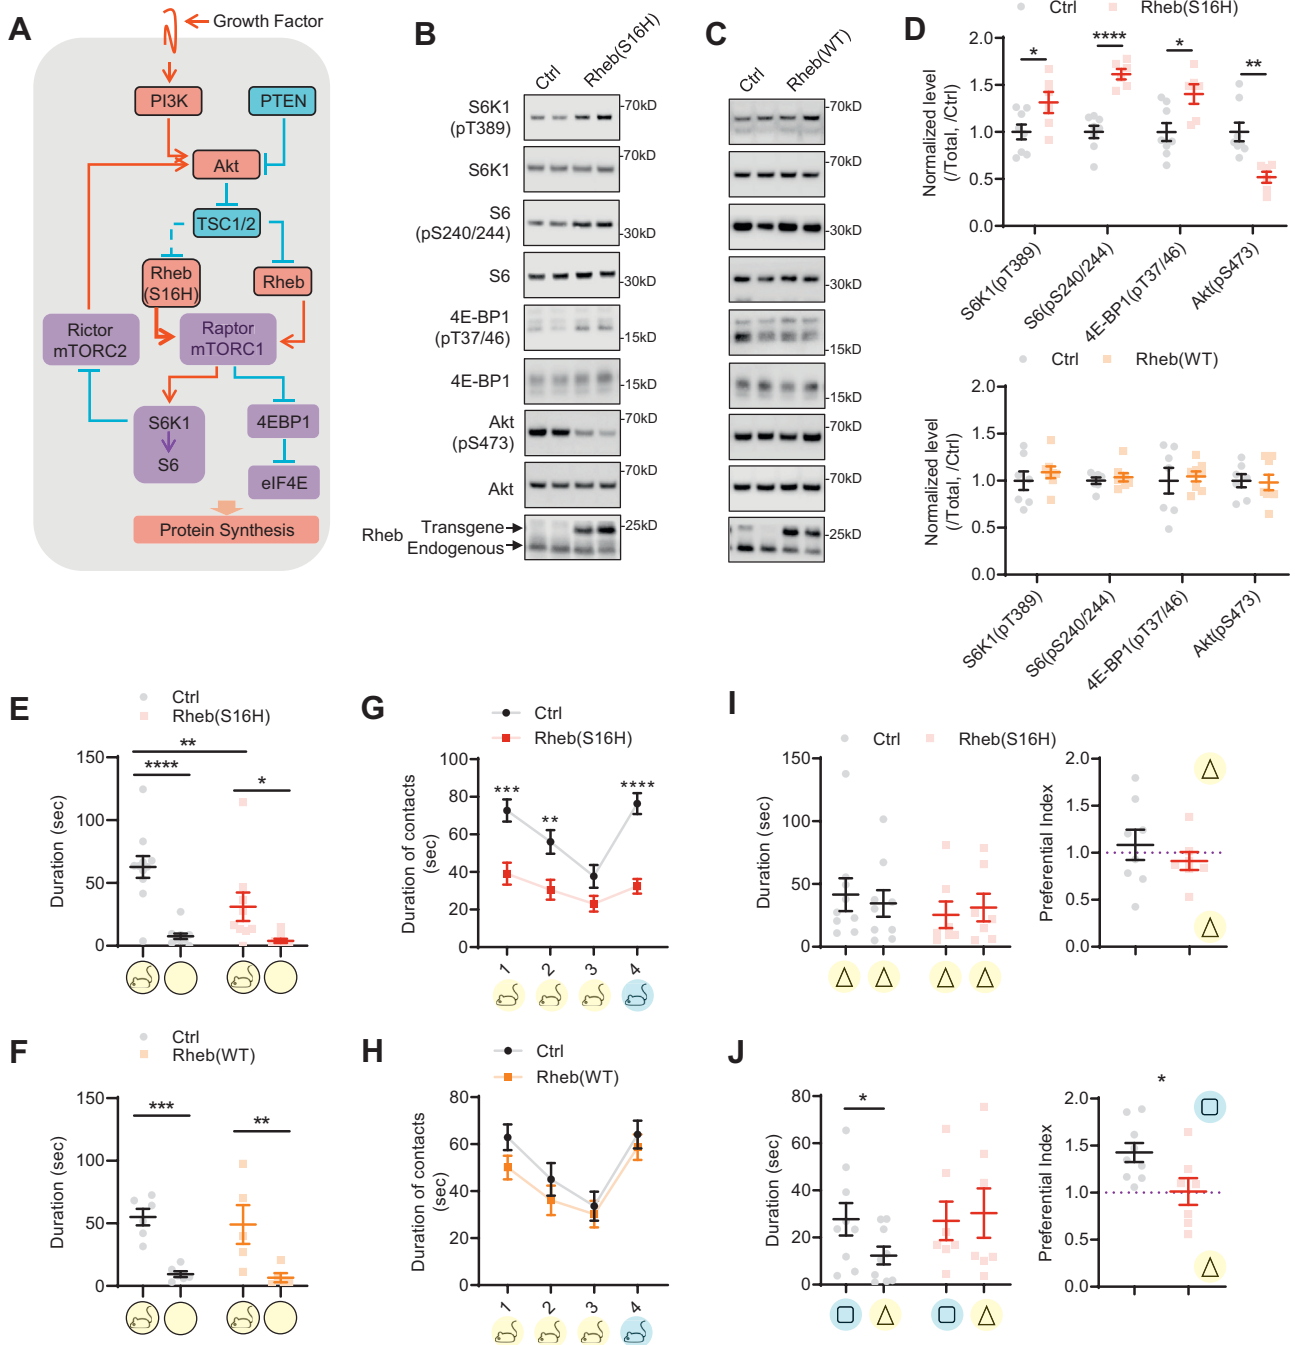 A
Growth Factor
PI3K
PTEN
Akt
TSC1/2
Rheb
(S16H)
Rheb
Rictor
mTORC2
Raptor
mTORC1
S6K1
S6
4EBP1
eIF4E
Protein Synthesis
B
Ctrl
Rheb(S16H)
S6K1
(pT389)
-70kD
S6K1
70kD
S6
(pS240/244)
-30kD
S6
-30kD
4E-BP1
(pT37/46)
-15kD
4E-BP1
-15kD
Akt
(pS473)
-70kD
Akt
70kD
Rheb
Transgene
Endogenous
-25kD
C
Ctrl
Rheb(WT)
-70kD
70kD
-30kD
-30kD
-15kD
-15kD
-70kD
-70kD
-25kD
D
Ctrl
Rheb(S16H)
Normalized level
(/Total, /Ctrl)
2.0
1.5
1.0
0.5
0.0
*
****
*
**
S6K1(pT389)
S6(pS240/244)
4E-BP1(pT37/46)
Akt(pS473)
Ctrl
Rheb(WT)
Normalized level
(/Total, /Ctrl)
2.0
1.5
1.0
0.5
0.0
S6K1(pT389)
S6(pS240/244)
4E-BP1(pT37/46)
Akt(pS473)
E
Ctrl
Rheb(S16H)
Duration (sec)
150
100
50
0
**
****
*
F
Ctrl
Rheb(WT)
Duration (sec)
150
100
50
0
***
**
G
Ctrl
Rheb(S16H)
Duration of contacts
(sec)
100
80
60
40
20
0
***
**
****
1
2
3
4
H
Ctrl
Rheb(WT)
Duration of contacts
(sec)
80
60
40
20
0
1
2
3
4
I
Ctrl
Rheb(S16H)
Duration (sec)
150
100
50
0
Preferential Index
2.0
1.5
1.0
0.5
0.0
J
Duration (sec)
80
60
40
20
0
*
Preferential Index
2.0
1.5
1.0
0.5
0.0
*